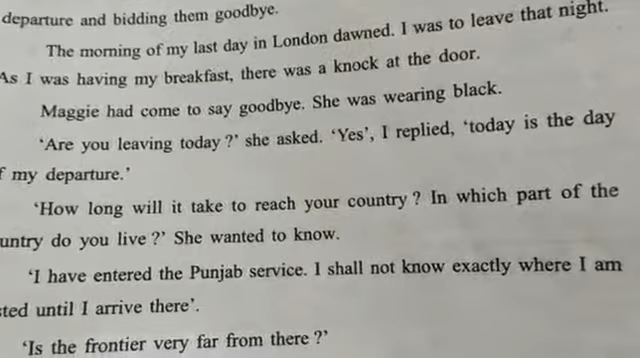 departure and bidding them goodbye.
The morning of my last day in London dawned. I was to leave that night.
As I was having my breakfast, there was a knock at the door.
Maggie had come to say goodbye. She was wearing black.
‘Are you leaving today ?’ she asked. ‘Yes’, I replied, ‘today is the day
my departure.’
‘How long will it take to reach your country ? In which part of the
untry do you live ?’ She wanted to know.
‘I have entered the Punjab service. I shall not know exactly where I am
sted until I arrive there’.
‘Is the frontier very far from there ?’